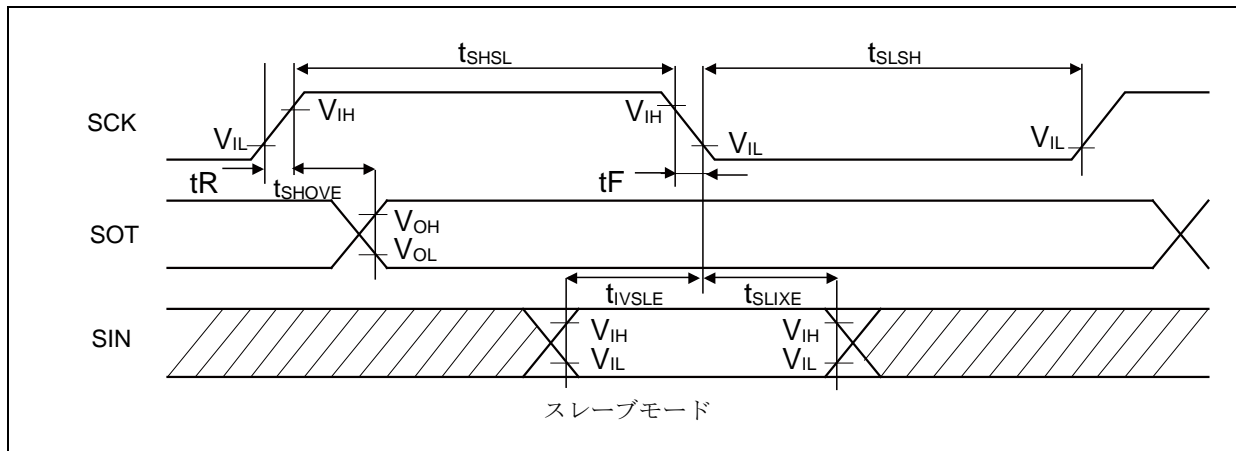 tSHSL
tSLSH
SCK
VIH
VIH
VIL
VIL
VIL
tR
tSHOVE
tF
SOT
VOH
VOL
tIVSLE
tSLIXE
SIN
VIH
VIH
VIL
VIL
スレーブモード